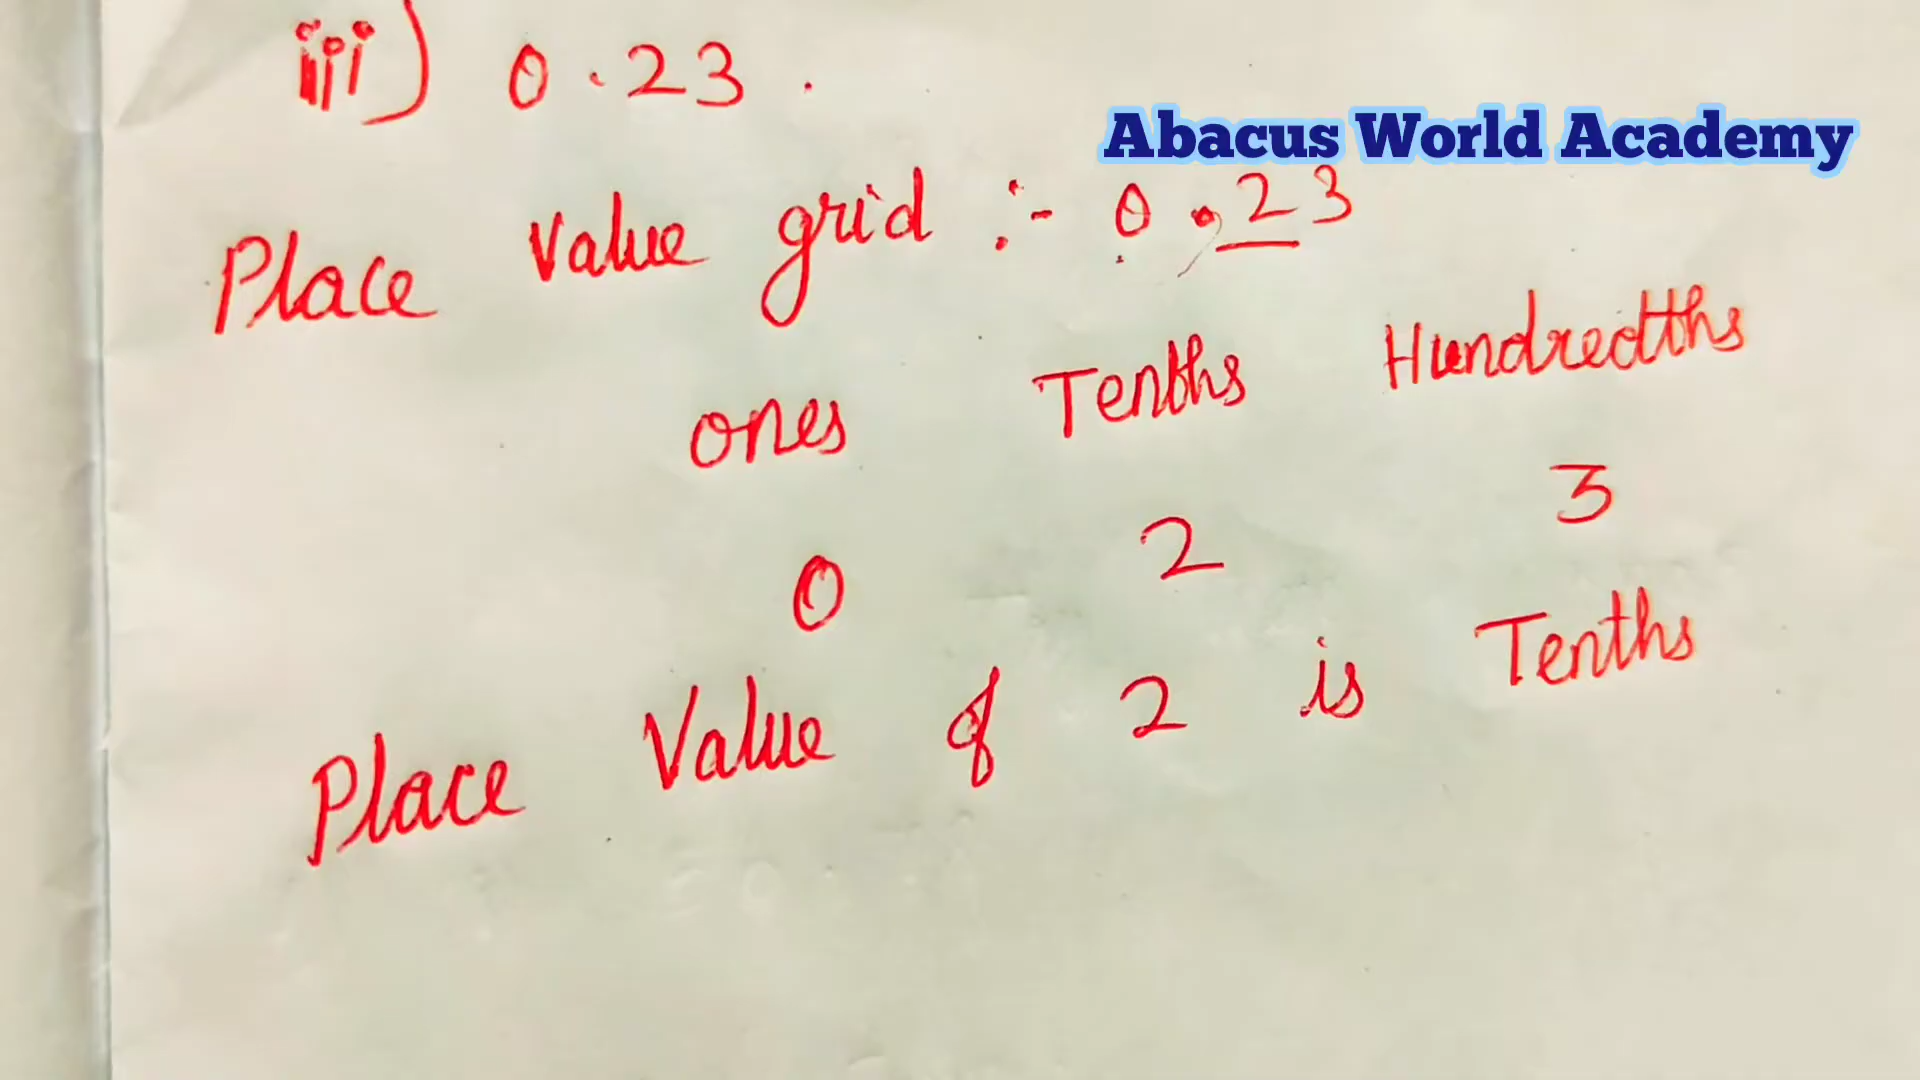 iii) 0.23.
Abacus World Academy
Place Value grid :- 0.23
ones Tenths Hundredths
0 2 3
Place Value of 2 is Tenths